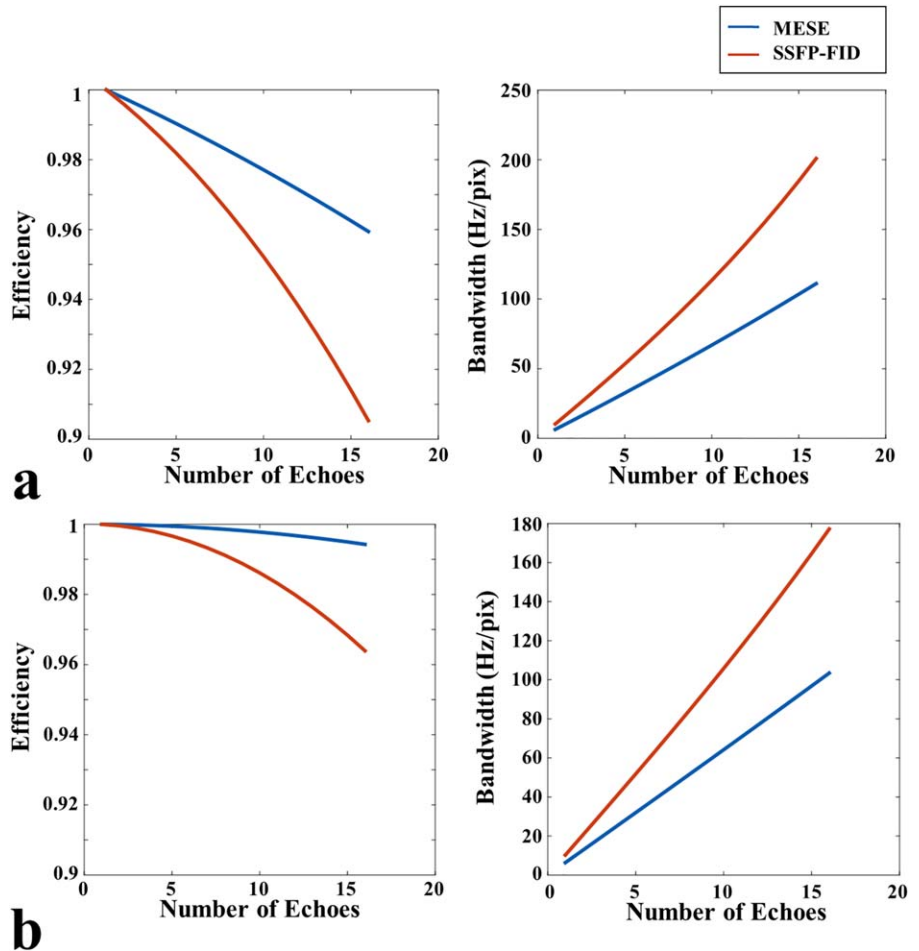 MESE
SSFP-FID
1
0.98
0.96
0.94
0.92
0.9
Efficiency
0 5 10 15 20
Number of Echoes
250
200
150
100
50
0
Bandwidth (Hz/pix)
0 5 10 15 20
Number of Echoes
a
1
0.98
0.96
0.94
0.92
0.9
Efficiency
0 5 10 15 20
Number of Echoes
180
160
140
120
100
80
60
40
20
0
Bandwidth (Hz/pix)
0 5 10 15 20
Number of Echoes
b